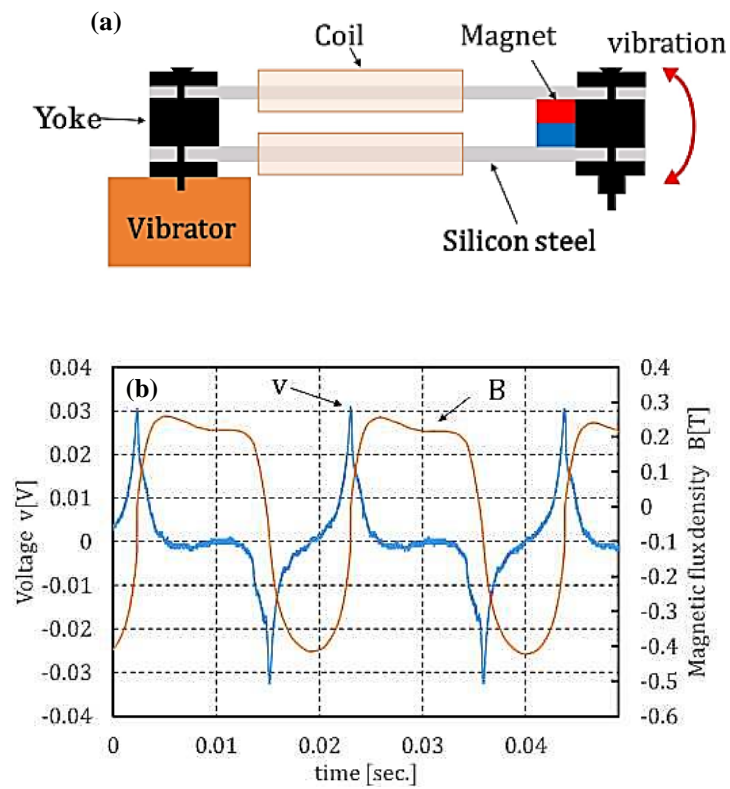 (a)
Coil
Magnet
vibration
Yoke
Vibrator
Silicon steel
(b)
v
B
0.04
0.03
0.02
0.01
0
-0.01
-0.02
-0.03
-0.04
Voltage v[V]
0.4
0.3
0.2
0.1
0
-0.1
-0.2
-0.3
-0.4
-0.5
-0.6
Magnetic flux density B[T]
0 0.01 0.02 0.03 0.04
time [sec.]